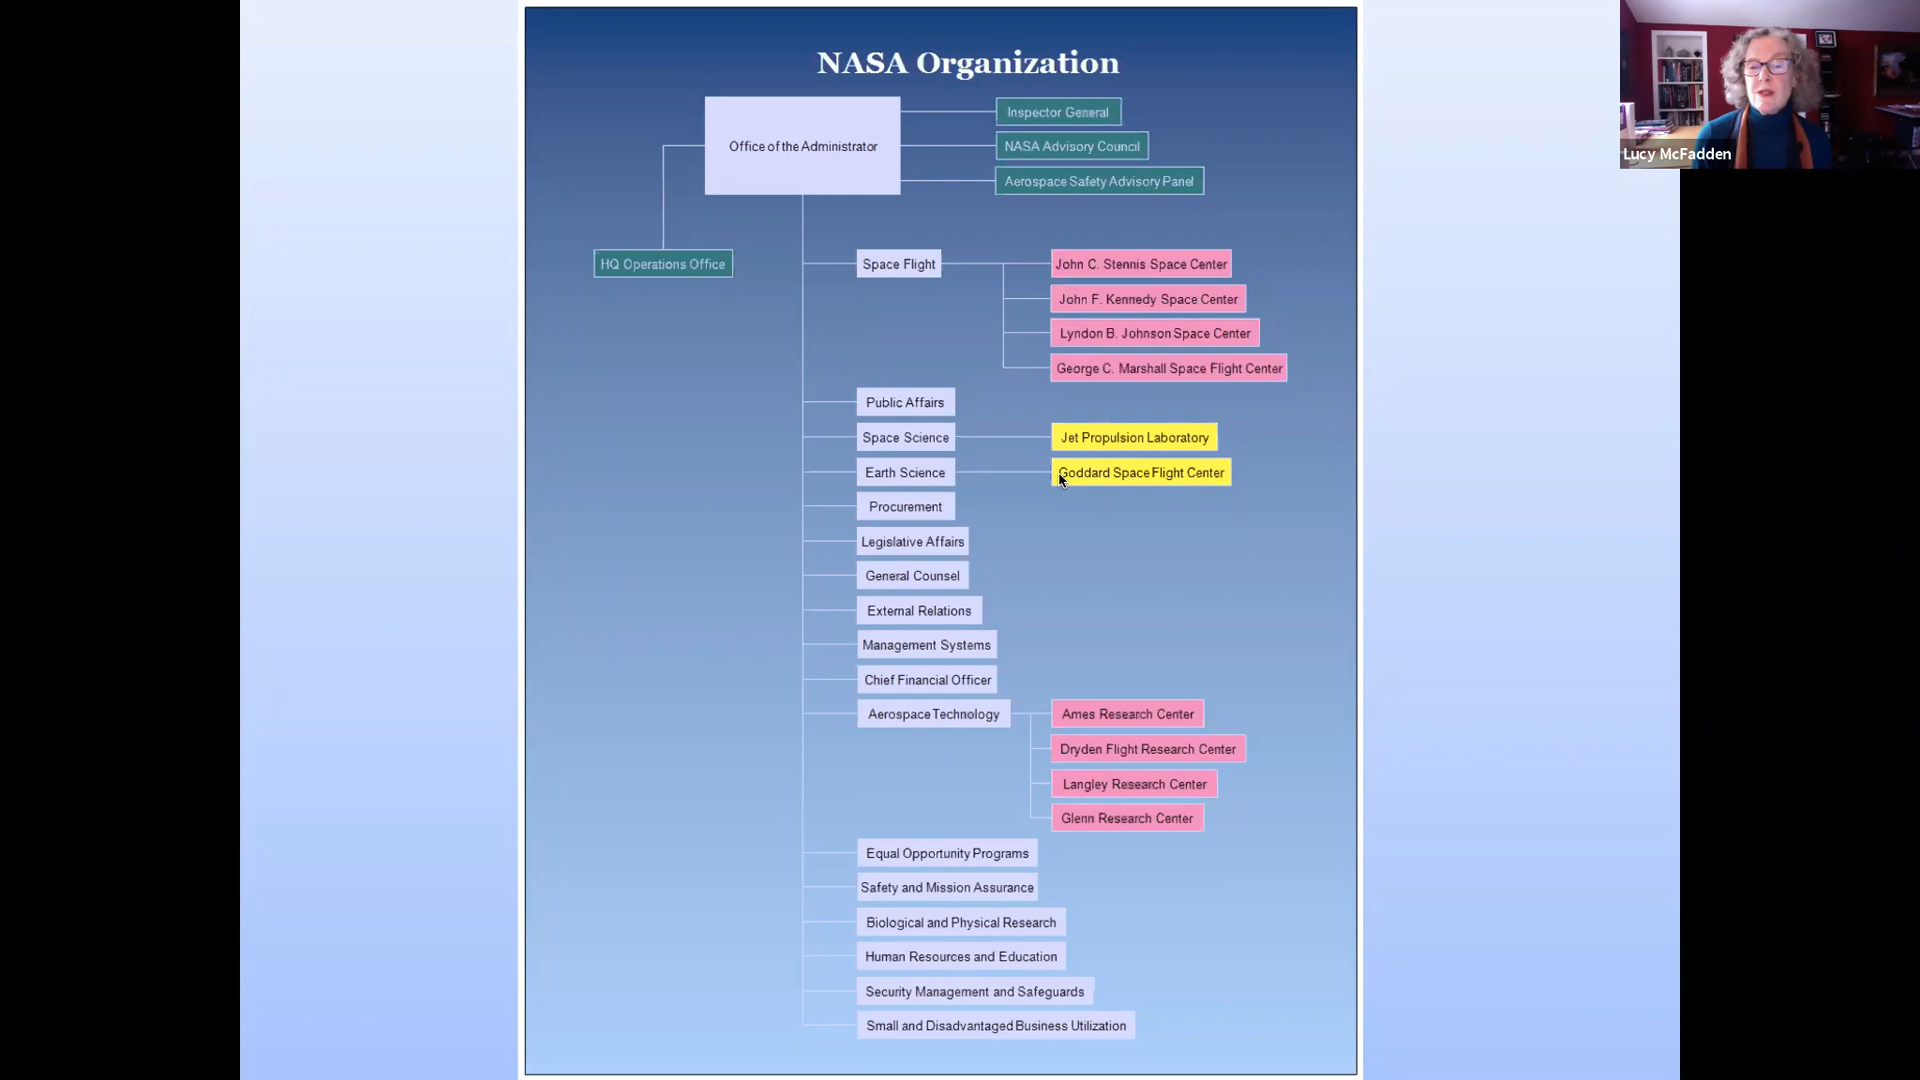 NASA Organization
Office of the Administrator
Inspector General
NASA Advisory Council
Aerospace Safety Advisory Panel
HQ Operations Office
Space Flight
John C. Stennis Space Center
John F. Kennedy Space Center
Lyndon B. Johnson Space Center
George C. Marshall Space Flight Center
Public Affairs
Space Science
Jet Propulsion Laboratory
Earth Science
Goddard Space Flight Center
Procurement
Legislative Affairs
General Counsel
External Relations
Management Systems
Chief Financial Officer
Aerospace Technology
Ames Research Center
Dryden Flight Research Center
Langley Research Center
Glenn Research Center
Equal Opportunity Programs
Safety and Mission Assurance
Biological and Physical Research
Human Resources and Education
Security Management and Safeguards
Small and Disadvantaged Business Utilization
Lucy McFadden